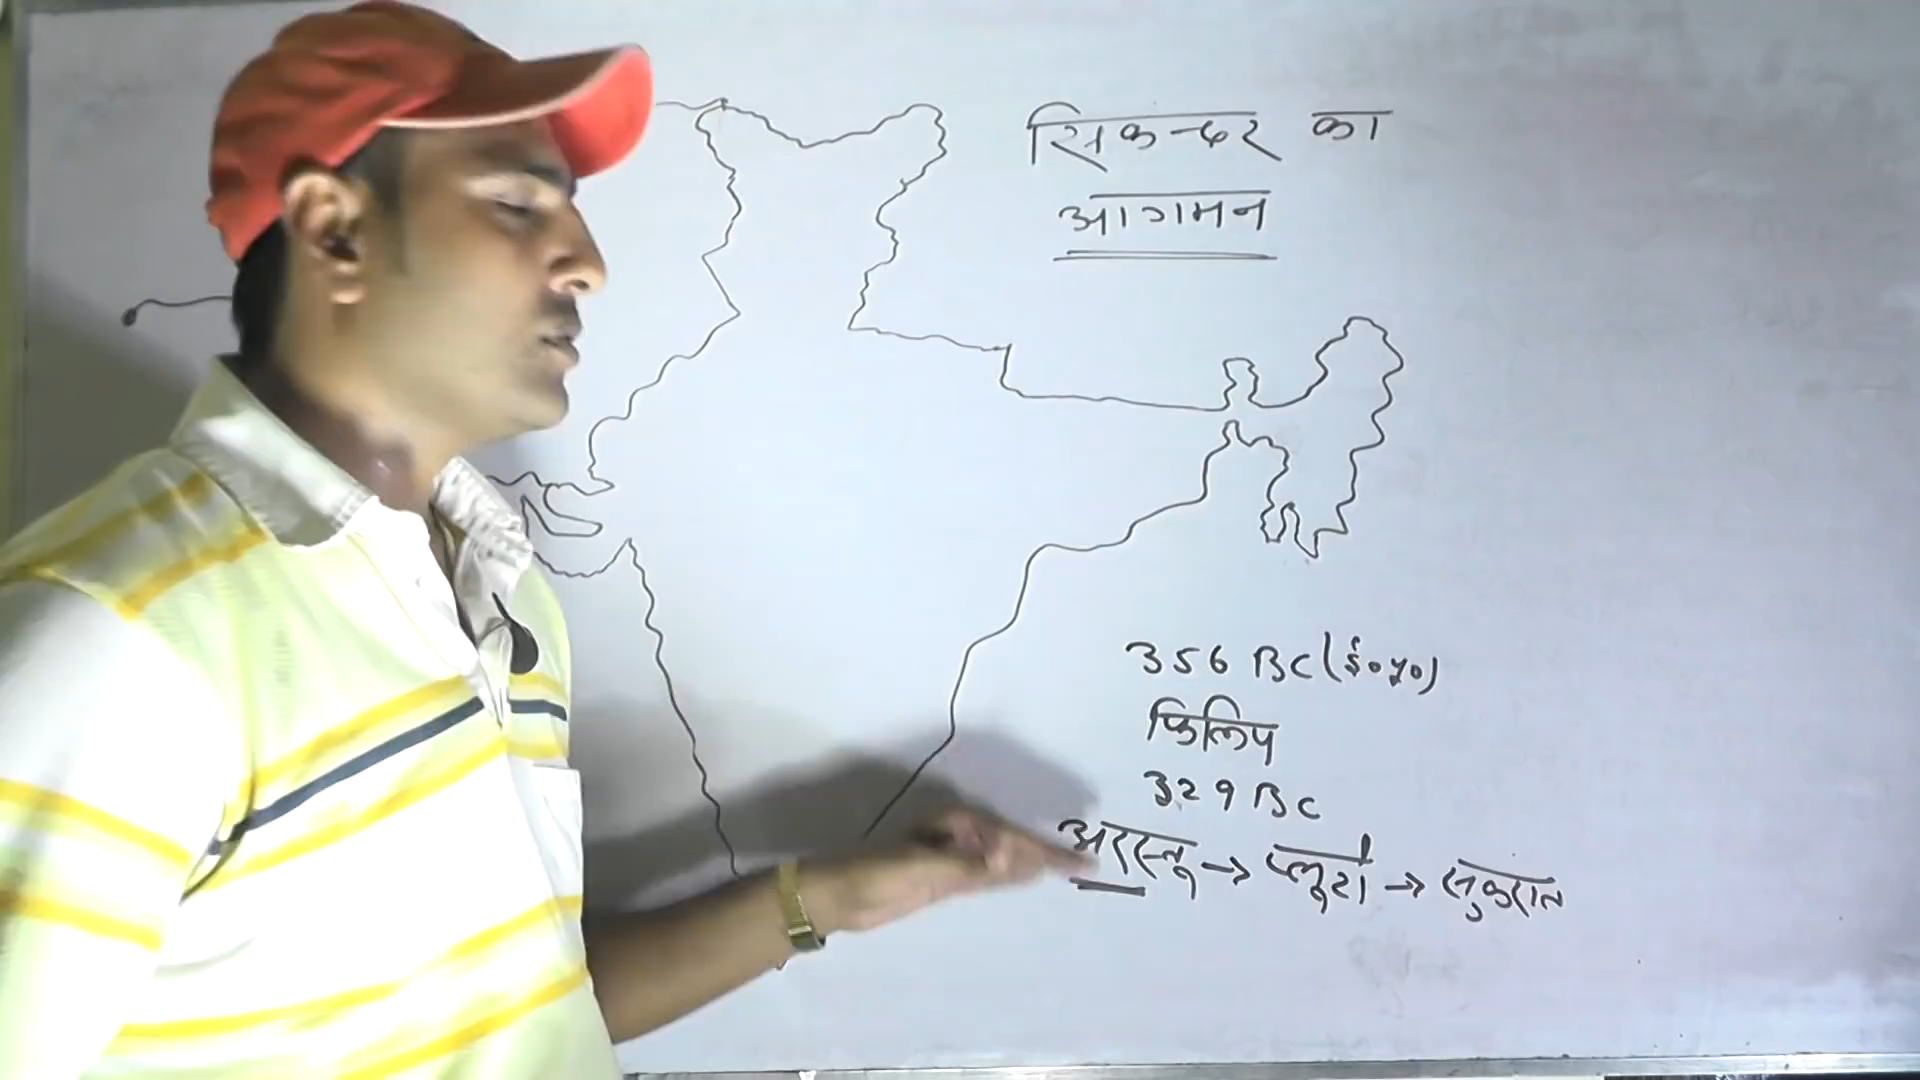 सिकन्दर का
आगमन
356 BC (ई०पू०)
फिलिप
329 BC
अरस्तू → प्लूटो → सुकरात